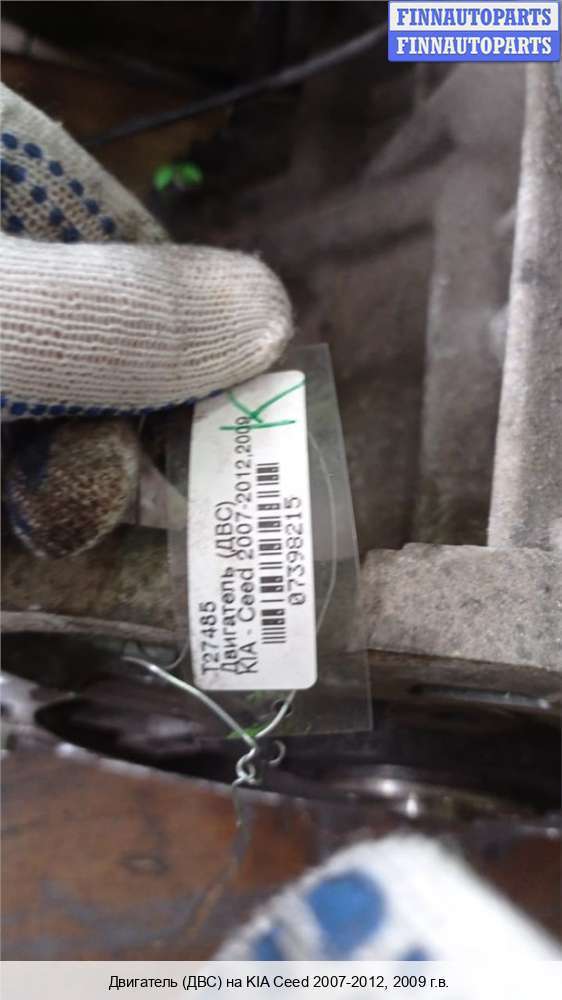 FINNAUTOPARTS
FINNAUTOPARTS
K
T27485
Двигатель (ДВС)
KIA - Ceed 2007-2012,2009
07398215
Двигатель (ДВС) на KIA Ceed 2007-2012, 2009 г.в.